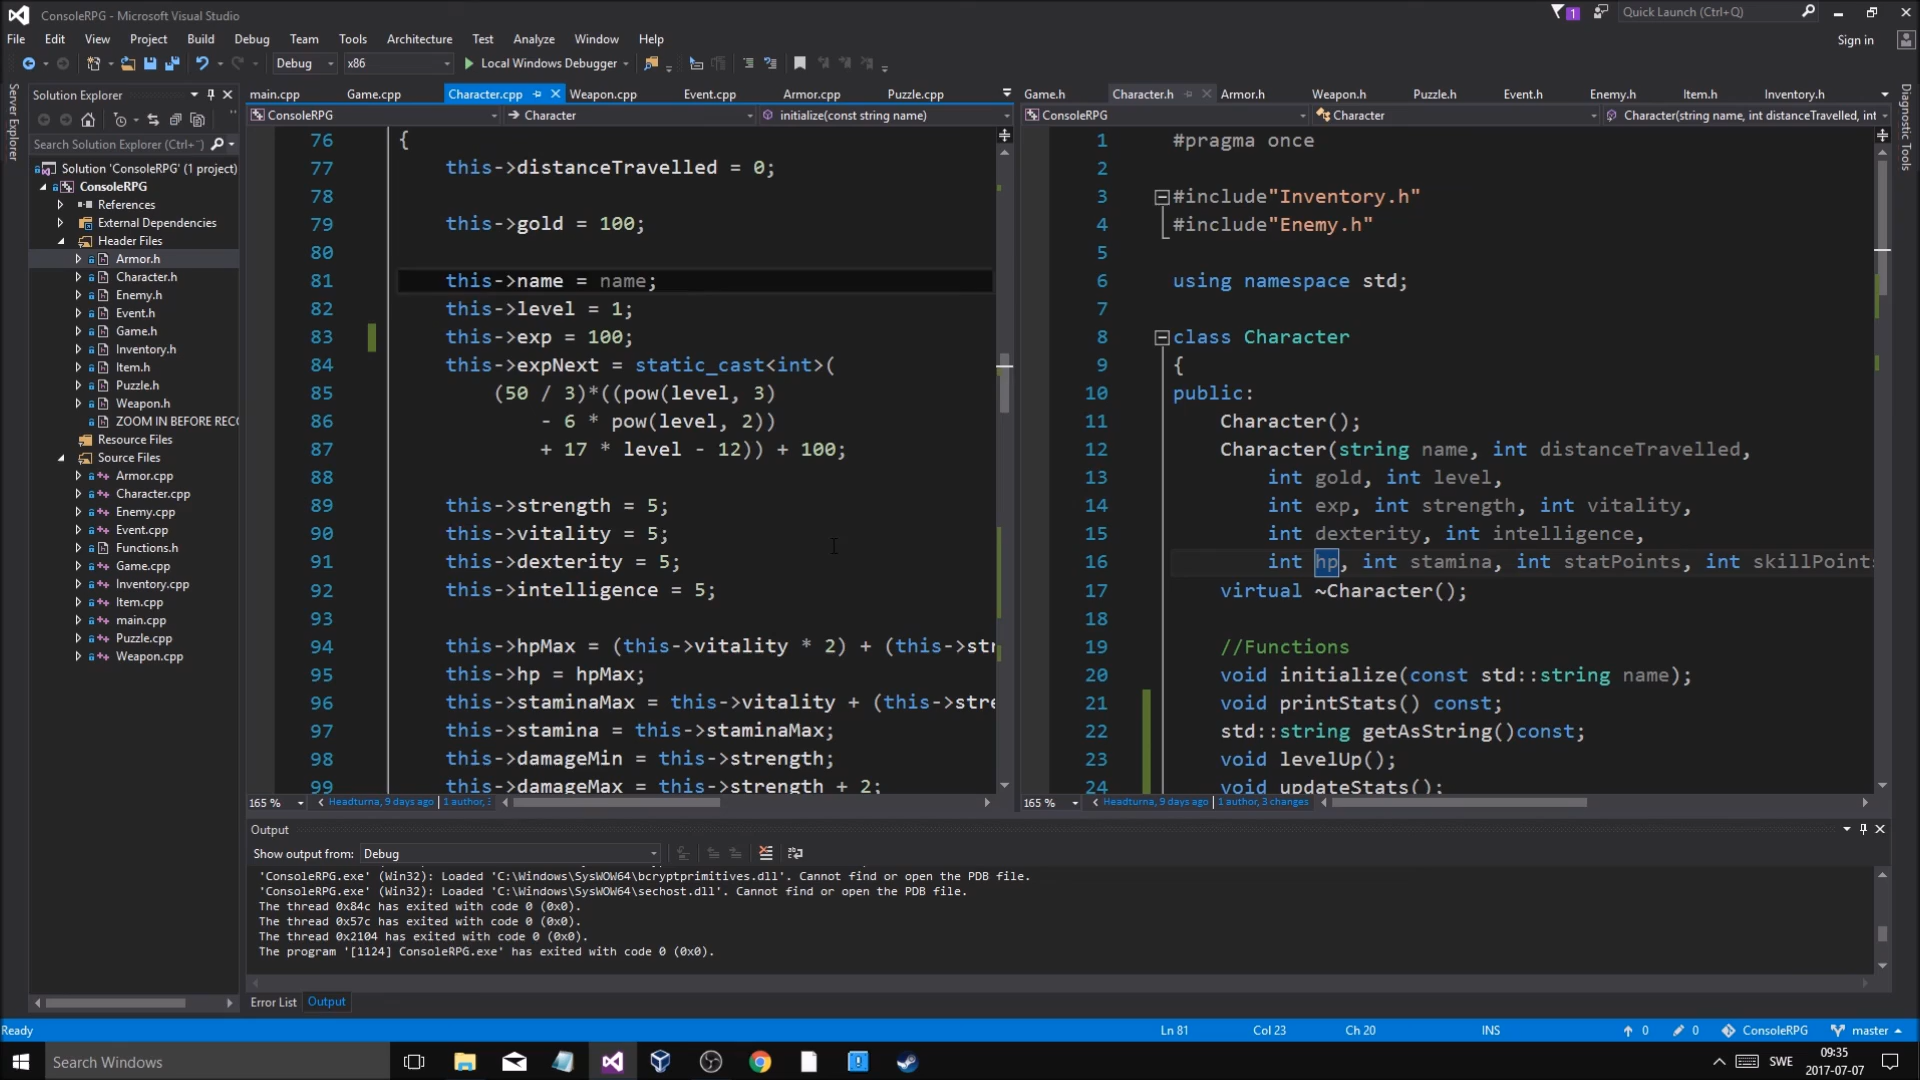 ConsoleRPG - Microsoft Visual Studio
1
Quick Launch (Ctrl+Q)
File Edit View Project Build Debug Team Tools Architecture Test Analyze Window Help
Sign in
Debug x86 Local Windows Debugger
Server Explorer
Solution Explorer
Search Solution Explorer (Ctrl+
Solution 'ConsoleRPG' (1 project)
ConsoleRPG
References
External Dependencies
Header Files
Armor.h
Character.h
Enemy.h
Event.h
Game.h
Inventory.h
Item.h
Puzzle.h
Weapon.h
ZOOM IN BEFORE REC
Resource Files
Source Files
Armor.cpp
Character.cpp
Enemy.cpp
Event.cpp
Functions.h
Game.cpp
Inventory.cpp
Item.cpp
main.cpp
Puzzle.cpp
Weapon.cpp
main.cpp Game.cpp Character.cpp Weapon.cpp Event.cpp Armor.cpp Puzzle.cpp
ConsoleRPG Character initialize(const string name)
76 {
77 this->distanceTravelled = 0;
78
79 this->gold = 100;
80
81 this->name = name;
82 this->level = 1;
83 this->exp = 100;
84 this->expNext = static_cast<int>(
85 (50 / 3)*((pow(level, 3)
86 - 6 * pow(level, 2))
87 + 17 * level - 12)) + 100;
88
89 this->strength = 5;
90 this->vitality = 5;
91 this->dexterity = 5;
92 this->intelligence = 5;
93
94 this->hpMax = (this->vitality * 2) + (this->str
95 this->hp = hpMax;
96 this->staminaMax = this->vitality + (this->stre
97 this->stamina = this->staminaMax;
98 this->damageMin = this->strength;
99 this->damageMax = this->strength + 2;
165 % Headturna, 9 days ago | 1 author,
Game.h Character.h Armor.h Weapon.h Puzzle.h Event.h Enemy.h Item.h Inventory.h
ConsoleRPG Character Character(string name, int distanceTravelled, int
1 #pragma once
2
3 #include"Inventory.h"
4 #include"Enemy.h"
5
6 using namespace std;
7
8 class Character
9 {
10 public:
11 Character();
12 Character(string name, int distanceTravelled,
13 int gold, int level,
14 int exp, int strength, int vitality,
15 int dexterity, int intelligence,
16 int hp, int stamina, int statPoints, int skillPoints
17 virtual ~Character();
18
19 //Functions
20 void initialize(const std::string name);
21 void printStats() const;
22 std::string getAsString()const;
23 void levelUp();
24 void updateStats();
165 % Headturna, 9 days ago | 1 author, 3 changes
Diagnostic Tools
Output
Show output from: Debug
'ConsoleRPG.exe' (Win32): Loaded 'C:\Windows\SysWOW64\bcryptprimitives.dll'. Cannot find or open the PDB file.
'ConsoleRPG.exe' (Win32): Loaded 'C:\Windows\SysWOW64\sechost.dll'. Cannot find or open the PDB file.
The thread 0x84c has exited with code 0 (0x0).
The thread 0x57c has exited with code 0 (0x0).
The thread 0x2104 has exited with code 0 (0x0).
The program '[1124] ConsoleRPG.exe' has exited with code 0 (0x0).
Error List Output
Ready Ln 81 Col 23 Ch 20 INS 0 0 ConsoleRPG master
Search Windows
SWE
09:35
2017-07-07